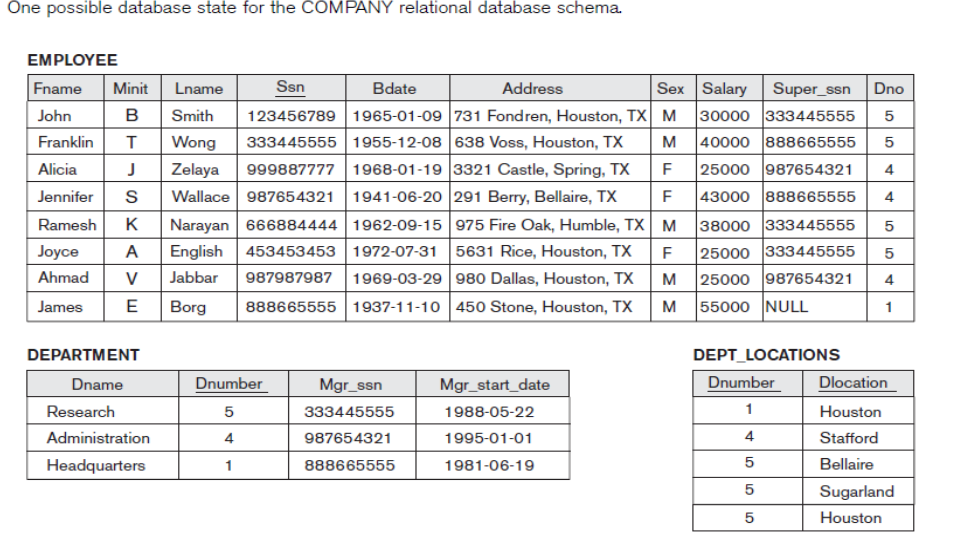 One possible database state for the COMPANY relational database schema.
EMPLOYEE
Fname Minit Lname Ssn Bdate Address Sex Salary Super_ssn Dno
John B Smith 123456789 1965-01-09 731 Fondren, Houston, TX M 30000 333445555 5
Franklin T Wong 333445555 1955-12-08 638 Voss, Houston, TX M 40000 888665555 5
Alicia J Zelaya 999887777 1968-01-19 3321 Castle, Spring, TX F 25000 987654321 4
Jennifer S Wallace 987654321 1941-06-20 291 Berry, Bellaire, TX F 43000 888665555 4
Ramesh K Narayan 666884444 1962-09-15 975 Fire Oak, Humble, TX M 38000 333445555 5
Joyce A English 453453453 1972-07-31 5631 Rice, Houston, TX F 25000 333445555 5
Ahmad V Jabbar 987987987 1969-03-29 980 Dallas, Houston, TX M 25000 987654321 4
James E Borg 888665555 1937-11-10 450 Stone, Houston, TX M 55000 NULL 1
DEPARTMENT
Dname Dnumber Mgr_ssn Mgr_start_date
Research 5 333445555 1988-05-22
Administration 4 987654321 1995-01-01
Headquarters 1 888665555 1981-06-19
DEPT_LOCATIONS
Dnumber Dlocation
1 Houston
4 Stafford
5 Bellaire
5 Sugarland
5 Houston